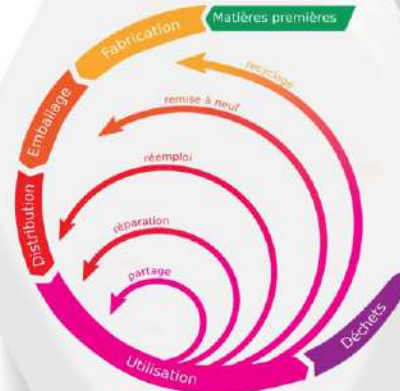 Matières premières
Fabrication
Emballage
Distribution
Utilisation
Déchets
recyclage
remise à neuf
réemploi
réparation
partage